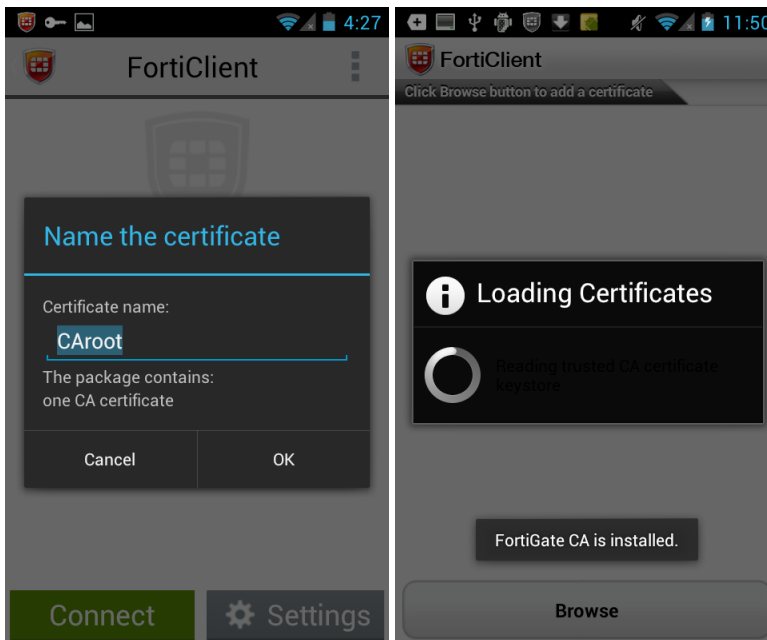 4:27
FortiClient
Name the certificate
Certificate name:
CAroot
The package contains:
one CA certificate
Cancel OK
Connect Settings
11:50
FortiClient
Click Browse button to add a certificate
Loading Certificates
Reading trusted CA certificate
keystore
FortiGate CA is installed.
Browse